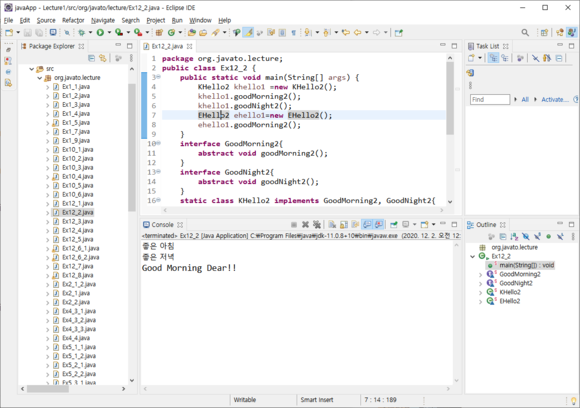 javaApp - Lecture1/src/org/javato/lecture/Ex12_2.java - Eclipse IDE
File Edit Source Refactor Navigate Search Project Run Window Help
Package Explorer
src
org.javato.lecture
Ex1_1.java
Ex1_2.java
Ex1_3.java
Ex1_4.java
Ex1_5.java
Ex10_1.java
Ex10_2.java
Ex10_3.java
Ex10_4.java
Ex10_5.java
Ex10_6.java
Ex12_1.java
Ex12_2.java
Ex12_3.java
Ex12_4.java
Ex12_5.java
Ex12_6_1.java
Ex12_6.java
Ex12_7.java
Ex12_8.java
Ex2_1_2.java
Ex2_1.java
Ex2_2.java
Ex4_3_1.java
Ex4_3_2.java
Ex4_3_3.java
Ex4_3_4.java
Ex4_4.java
Ex5_1_1.java
Ex5_1_2.java
Ex5_2_1.java
Ex5_2_2.java
Ex5_3_1.java
Ex12_2.java
1 package org.javato.lecture;
2 public class Ex12_2 {
3 public static void main(String[] args) {
4 KHello2 khello1 =new KHello2();
5 khello1.goodMorning2();
6 khello1.goodNight2();
7 EHello2 ehello1=new EHello2();
8 ehello1.goodMorning2();
9 }
10 interface GoodMorning2{
11 abstract void goodMorning2();
12 }
13 interface GoodNight2{
14 abstract void goodNight2();
15 }
16 static class KHello2 implements GoodMorning2, GoodNight2{
Console
<terminated> Ex12_2 [Java Application] C:\Program Files\java\jdk-11.0.8+10\bin\javaw.exe (2020. 12. 2. 오전 12:
좋은 아침
좋은 저녁
Good Morning Dear!!
Task List
Find
All
Activate...
Outline
org.javato.lecture
Ex12_2
main(String[]) : void
GoodMorning2
GoodNight2
KHello2
EHello2
Writable
Smart Insert
7 : 14 : 189